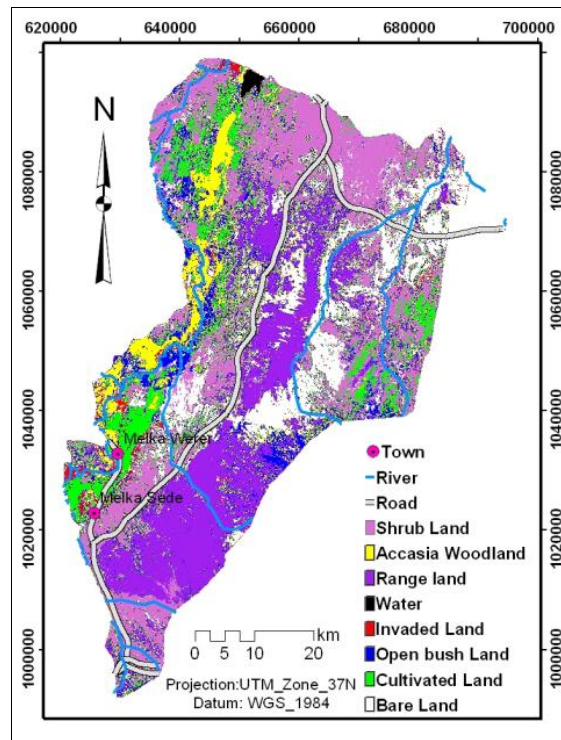 620000 640000 660000 680000 700000
N
1080000 1080000
1060000 1060000
1040000 1040000
Melka Werer
Melka Sede
1020000 1020000
1000000 1000000
Town
River
Road
Shrub Land
Accasia Woodland
Range land
Water
Invaded Land
Open bush Land
Cultivated Land
Bare Land
km
0 5 10 20
Projection:UTM_Zone_37N
Datum: WGS_1984